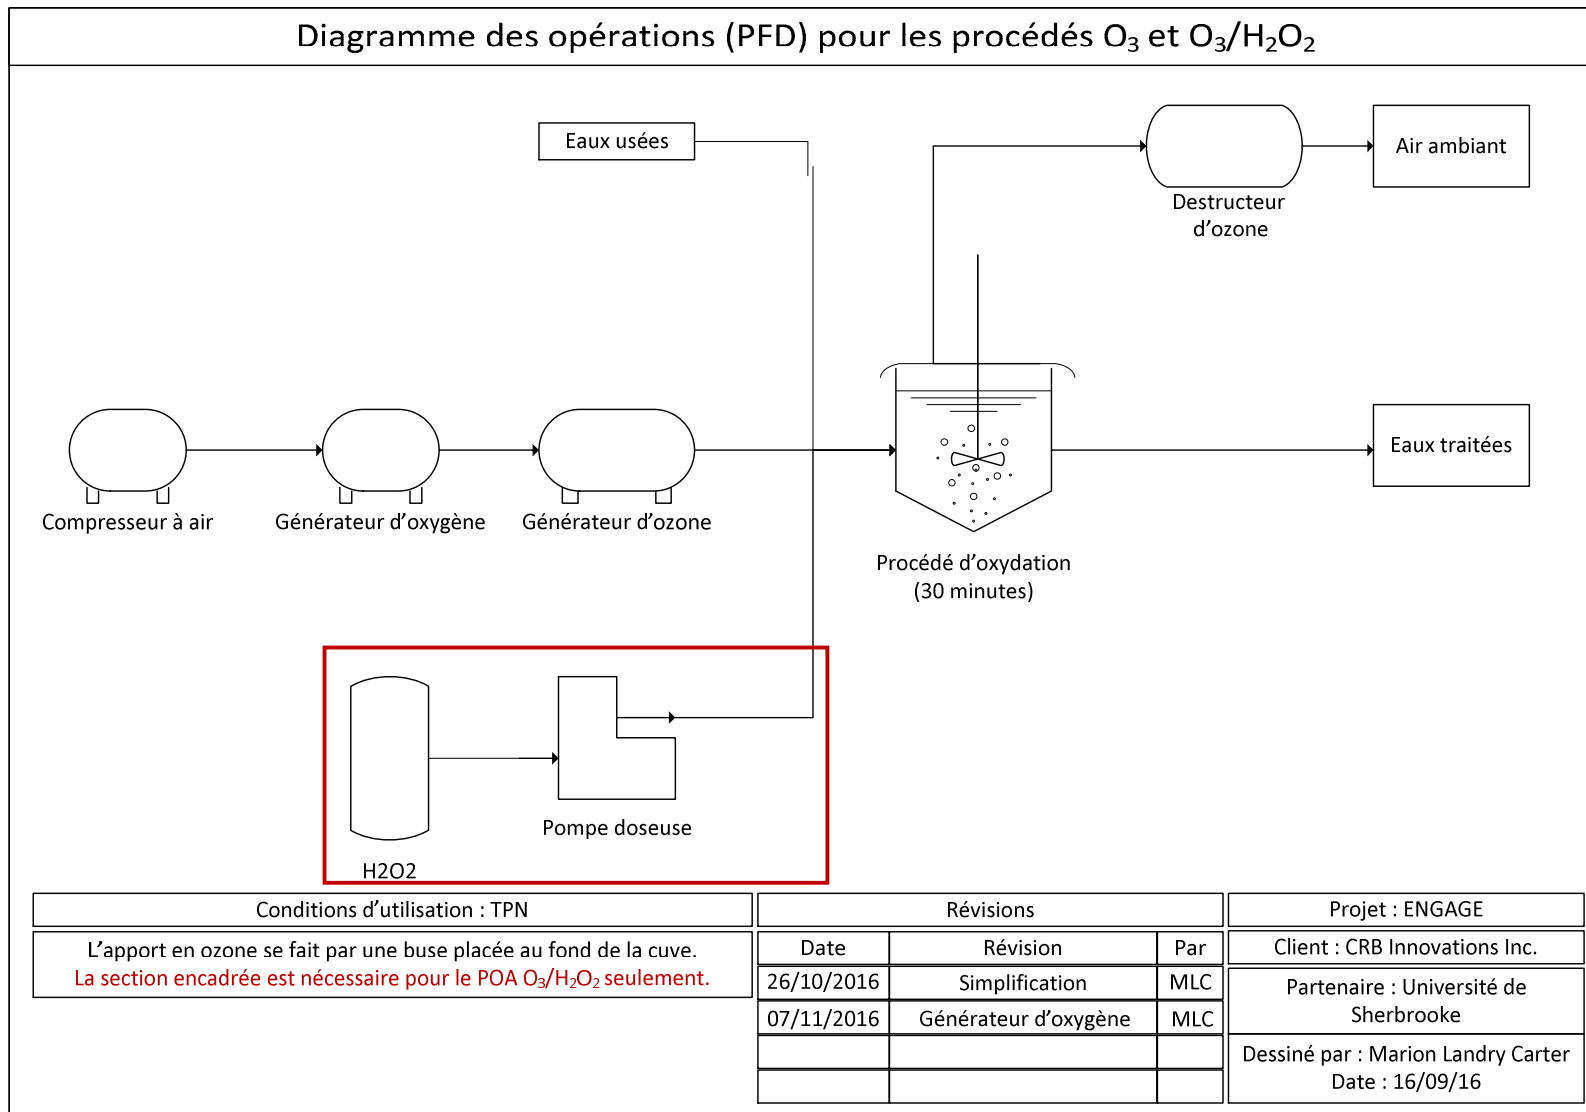 Diagramme des opérations (PFD) pour les procédés O₃ et O₃/H₂O₂
Eaux usées
Air ambiant
Destructeur
d’ozone
Eaux traitées
Compresseur à air
Générateur d’oxygène
Générateur d’ozone
Procédé d’oxydation
(30 minutes)
Pompe doseuse
H2O2
Conditions d’utilisation : TPN
L’apport en ozone se fait par une buse placée au fond de la cuve.
La section encadrée est nécessaire pour le POA O₃/H₂O₂ seulement.
Révisions
Date Révision Par
26/10/2016 Simplification MLC
07/11/2016 Générateur d’oxygène MLC
Projet : ENGAGE
Client : CRB Innovations Inc.
Partenaire : Université de
Sherbrooke
Dessiné par : Marion Landry Carter
Date : 16/09/16